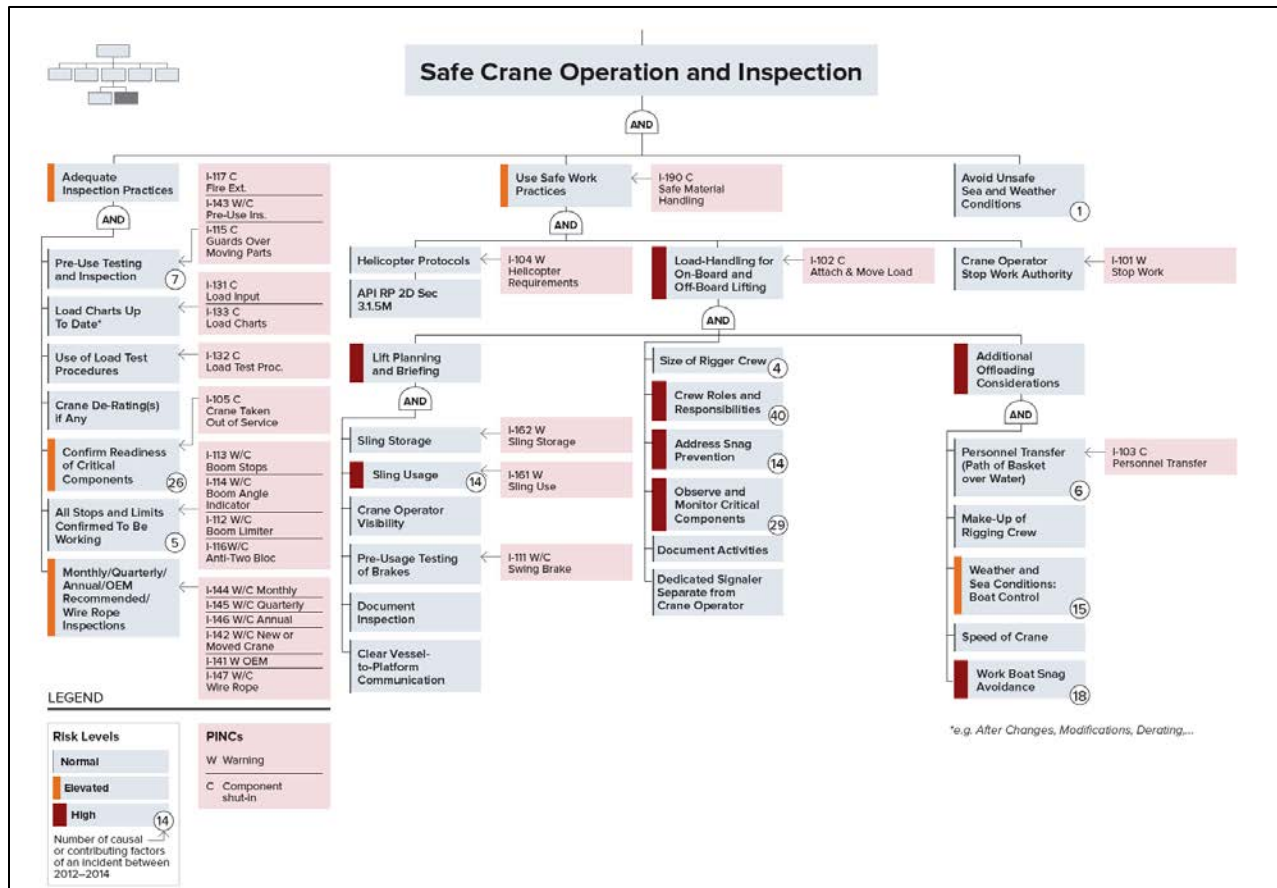 Safe Crane Operation and Inspection
AND
Adequate
Inspection Practices
AND
I-117 C
Fire Ext.
I-143 W/C
Pre-Use Ins.
I-115 C
Guards Over
Moving Parts
Pre-Use Testing
and Inspection
7
Load Charts Up
To Date*
I-131 C
Load Input
I-133 C
Load Charts
Use of Load Test
if Procedures
I-132 C
Load Test Proc.
Crane De-Rating(s)
if Any
I-105 C
Crane Taken
Out of Service
Confirm Readiness
of Critical
Components
26
All Stops and Limits
Confirmed To Be
Working
5
I-113 W/C
Boom Stops
I-114 W/C
Boom Angle
Indicator
I-112 W/C
Boom Limiter
I-116W/C
Anti-Two Bloc
Monthly/Quarterly/
Annual/OEM
Recommended/
Wire Rope
Inspections
I-144 W/C Monthly
I-145 W/C Quarterly
I-146 W/C Annual
I-142 W/C New or
Moved Crane
I-141 W OEM
I-147 W/C
Wire Rope
Use Safe Work
Practices
I-190 C
Safe Material
Handling
AND
Helicopter Protocols
I-104 W
Helicopter
Requirements
API RP 2D Sec
3.1.5M
Load-Handling for
On-Board and
Off-Board Lifting
I-102 C
Attach & Move Load
Crane Operator
Stop Work Authority
I-101 W
Stop Work
AND
Lift Planning
and Briefing
AND
Sling Storage
I-162 W
Sling Storage
Sling Usage
14
I-161 W
Sling Use
Crane Operator
Visibility
Pre-Usage Testing
of Brakes
I-111 W/C
Swing Brake
Document
Inspection
Clear Vessel-
to-Platform
Communication
Size of Rigger Crew
4
Crew Roles and
Responsibilities
40
Address Snag
Prevention
14
Observe and
Monitor Critical
Components
29
Document Activities
Dedicated Signaler
Separate from
Crane Operator
Additional
Offloading
Considerations
AND
Personnel Transfer
(Path of Basket
over Water)
6
I-103 C
Personnel Transfer
Make-Up of
Rigging Crew
Weather and
Sea Conditions:
Boat Control
15
Speed of Crane
Work Boat Snag
Avoidance
18
Avoid Unsafe
Sea and Weather
Conditions
1
*e.g. After Changes, Modifications, Derating,...
LEGEND
Risk Levels
Normal
Elevated
High
14
Number of causal
or contributing factors
of an incident between
2012–2014
PINCs
W Warning
C Component
shut-in